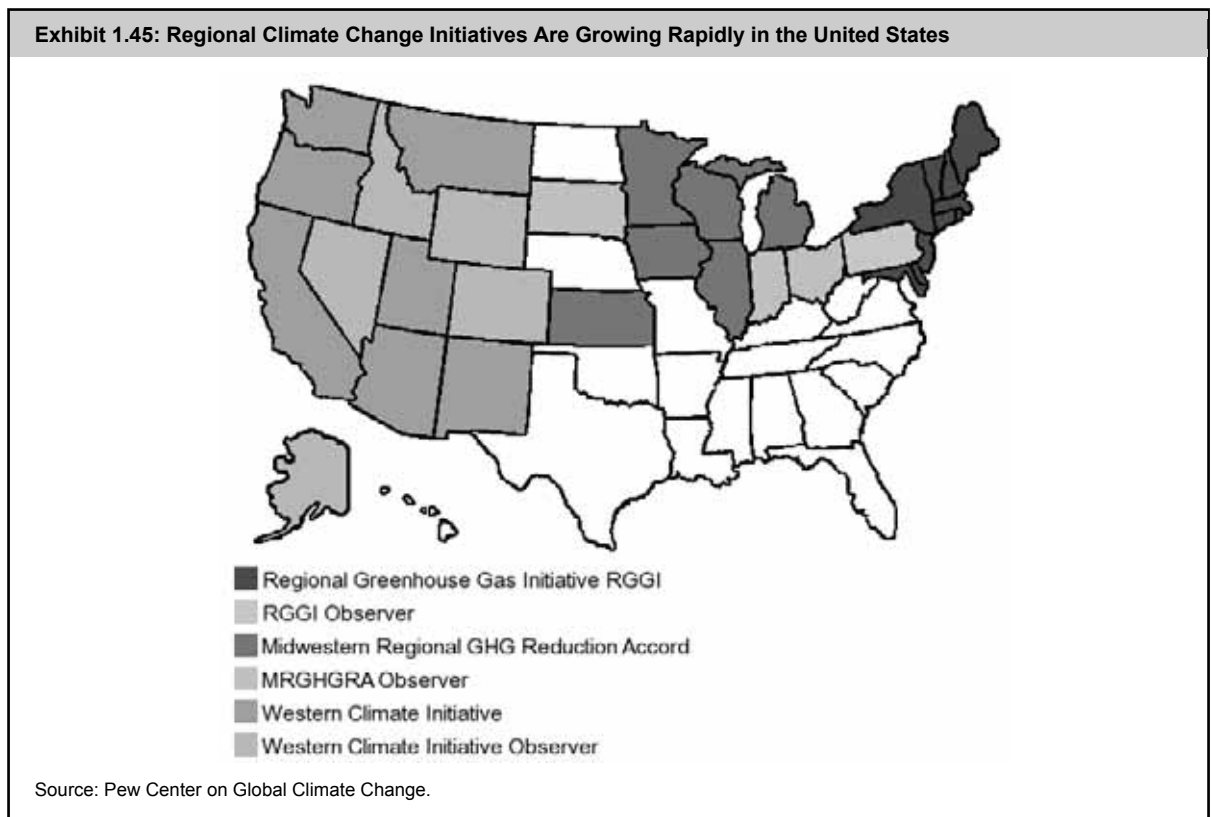 Exhibit 1.45: Regional Climate Change Initiatives Are Growing Rapidly in the United States
Regional Greenhouse Gas Initiative RGGI
RGGI Observer
Midwestern Regional GHG Reduction Accord
MRGHGRA Observer
Western Climate Initiative
Western Climate Initiative Observer
Source: Pew Center on Global Climate Change.